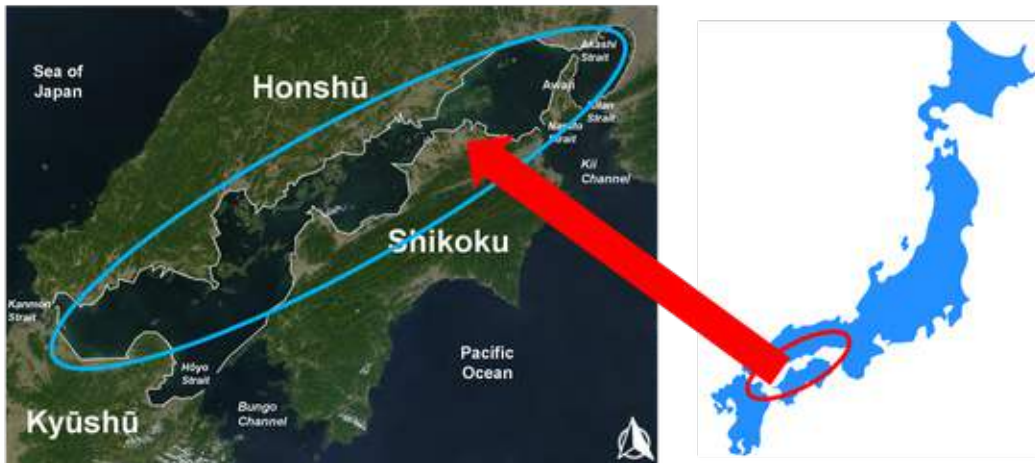 Sea of
Japan
Honshū
Akashi
Strait
Awaji
Strait
Naruto
Strait
Kii
Channel
Shikoku
Kanmon
Strait
Hōyo
Strait
Pacific
Ocean
Bungo
Channel
Kyūshū